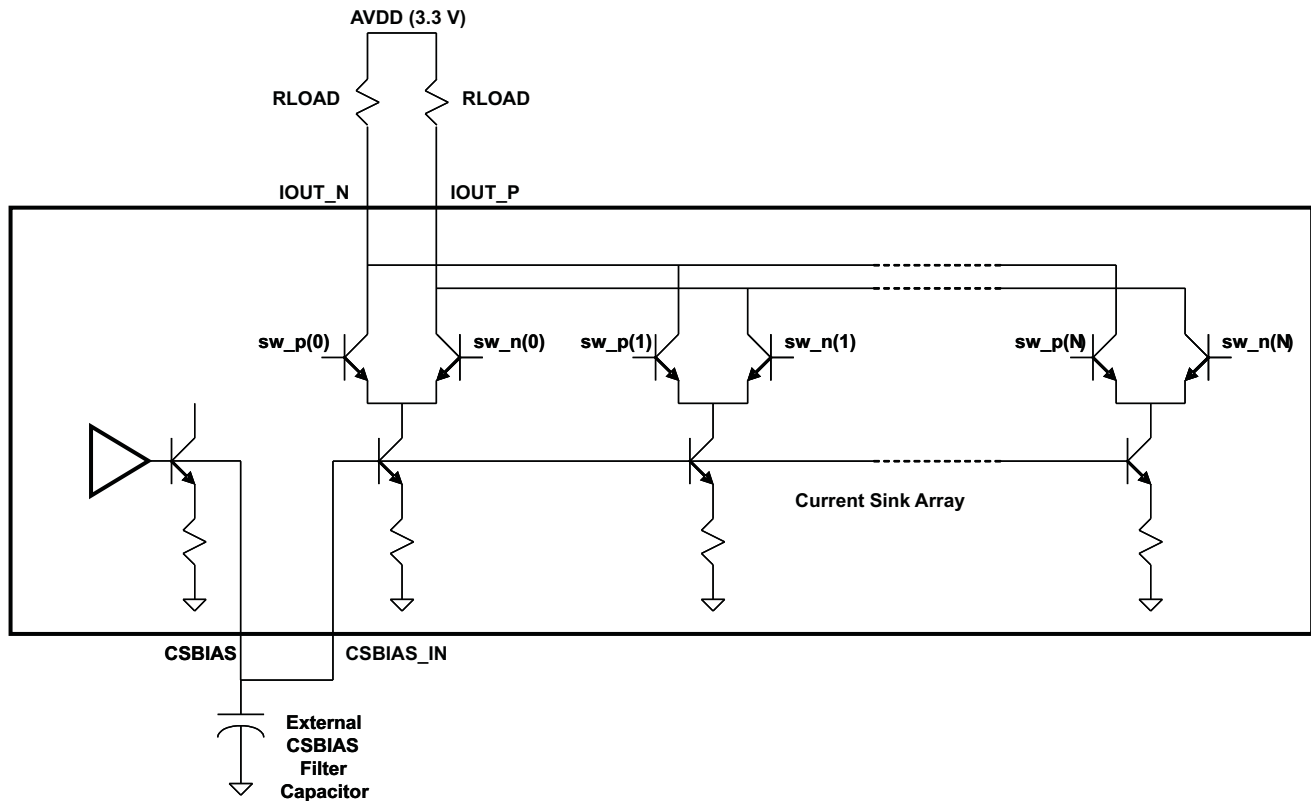 AVDD (3.3 V)
RLOAD RLOAD
IOUT_N IOUT_P
sw_p(0) sw_n(0) sw_p(1) sw_n(1) sw_p(N) sw_n(N)
Current Sink Array
CSBIAS CSBIAS_IN
External
CSBIAS
Filter
Capacitor